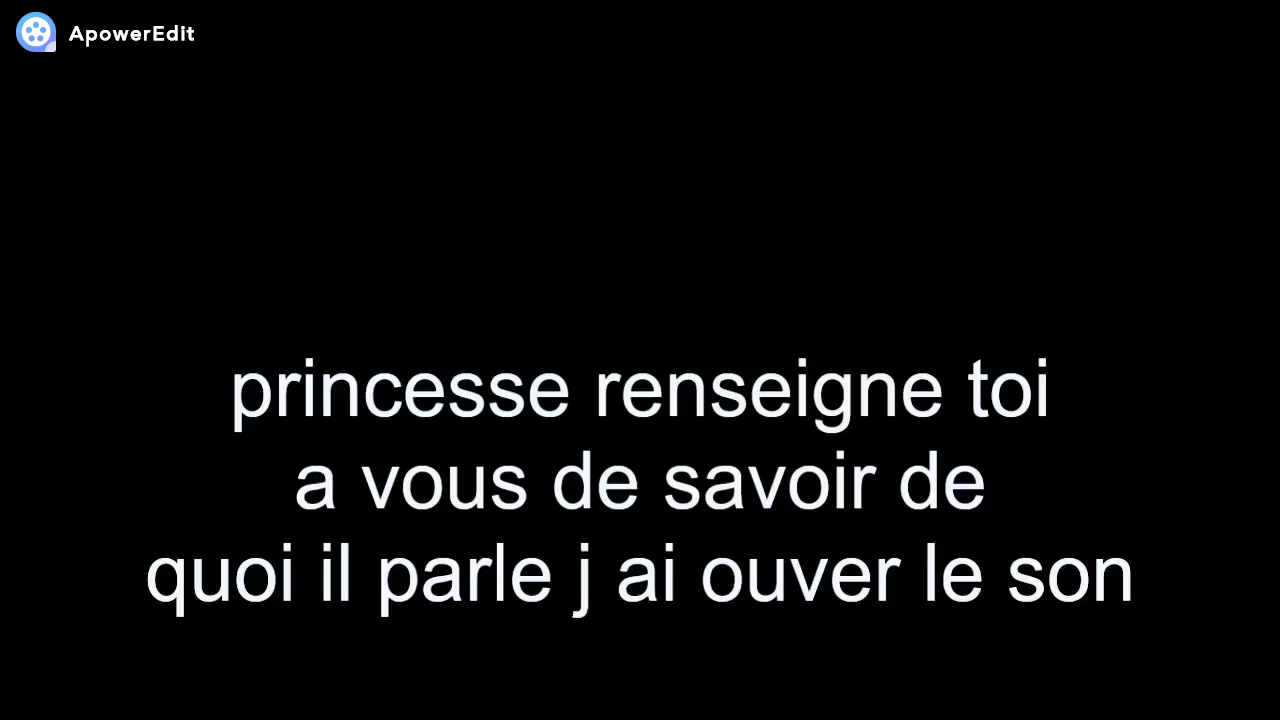 ApowerEdit
princesse renseigne toi
a vous de savoir de
quoi il parle j ai ouver le son